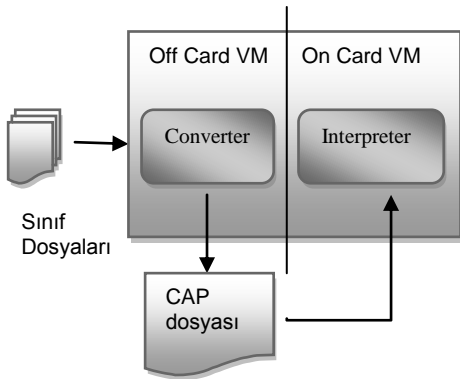 Off Card VM
On Card VM
Converter
Interpreter
Sınıf
Dosyaları
CAP
dosyası